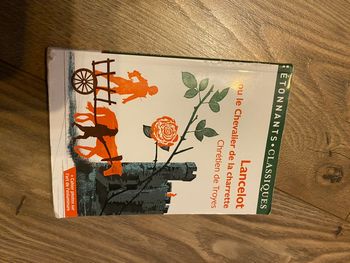 ÉTONNANTS • CLASSIQUES
Lancelot
ou le Chevalier de la charrette
Chrétien de Troyes